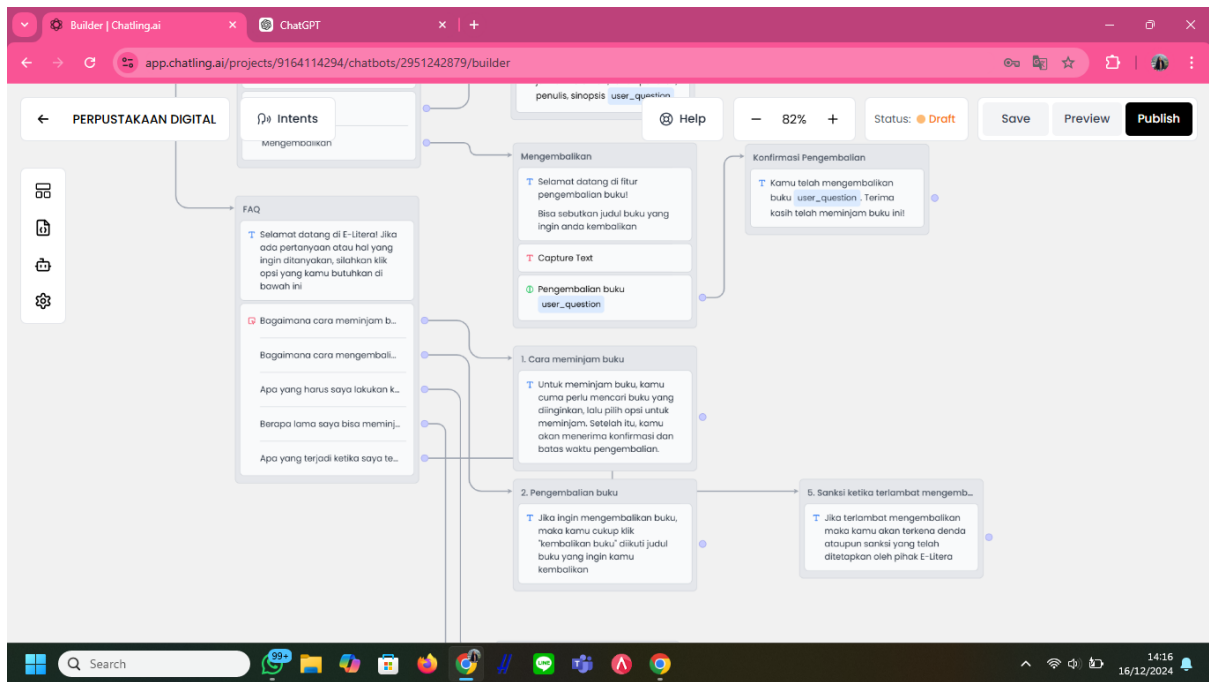 Builder | Chatling.ai
ChatGPT
app.chatling.ai/projects/9164114294/chatbots/2951242879/builder
PERPUSTAKAAN DIGITAL
Intents
Help
82%
Status: Draft
Save
Preview
Publish
penulis, sinopsis user_question
Mengembalikan
Mengembalikan
Selamat datang di fitur
pengembalian buku!
Bisa sebutkan judul buku yang
ingin anda kembalikan
Capture Text
Pengembalian buku
user_question
Konfirmasi Pengembalian
Kamu telah mengembalikan
buku user_question . Terima
kasih telah meminjam buku ini!
FAQ
Selamat datang di E-Litera! Jika
ada pertanyaan atau hal yang
ingin ditanyakan, silahkan klik
opsi yang kamu butuhkan di
bawah ini
Bagaimana cara meminjam b...
Bagaimana cara mengembali...
Apa yang harus saya lakukan k...
Berapa lama saya bisa meminj...
Apa yang terjadi ketika saya te...
1. Cara meminjam buku
Untuk meminjam buku, kamu
cuma perlu mencari buku yang
diinginkan, lalu pilih opsi untuk
meminjam. Setelah itu, kamu
akan menerima konfirmasi dan
batas waktu pengembalian.
2. Pengembalian buku
Jika ingin mengembalikan buku,
maka kamu cukup klik
"kembalikan buku" diikuti judul
buku yang ingin kamu
kembalikan
5. Sanksi ketika terlambat mengemb...
Jika terlambat mengembalikan
maka kamu akan terkena denda
ataupun sanksi yang telah
ditetapkan oleh pihak E-Litera
Search
99+
LINE
14:16
16/12/2024